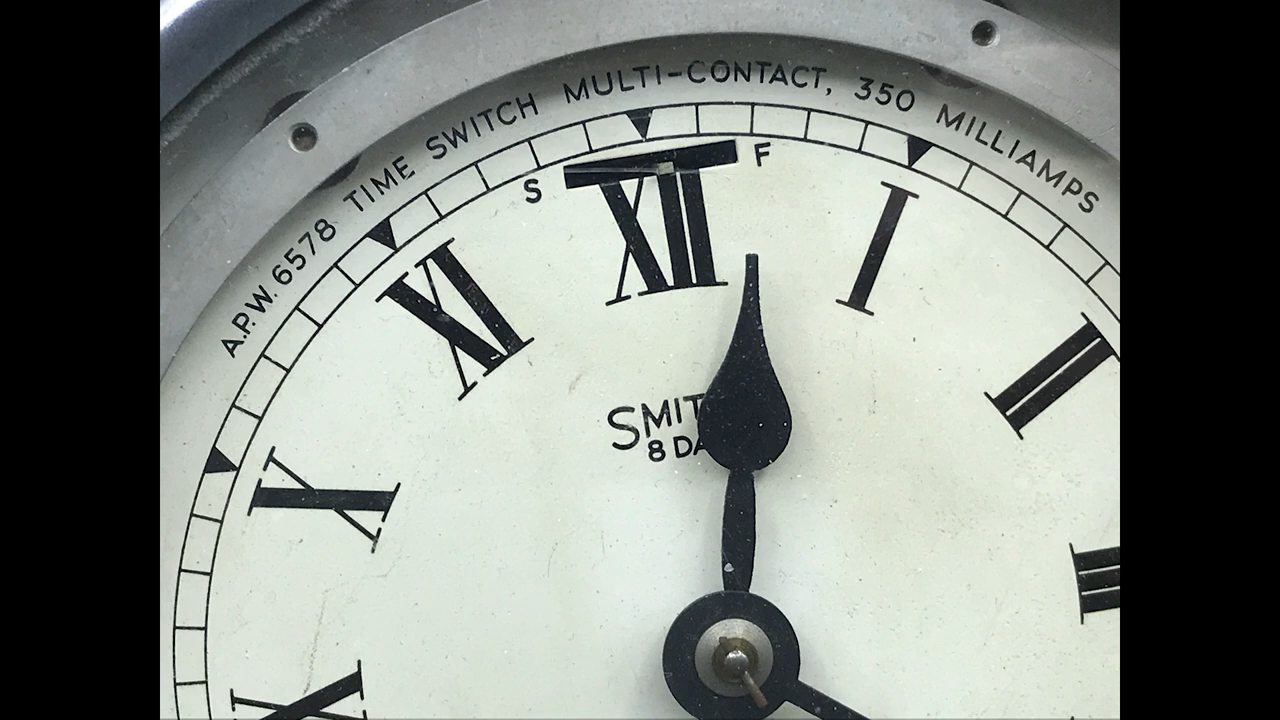 A.P.W. 6578 TIME SWITCH MULTI-CONTACT, 350 MILLIAMPS
S F
XII
XI I
X II
SMIT
8 DA